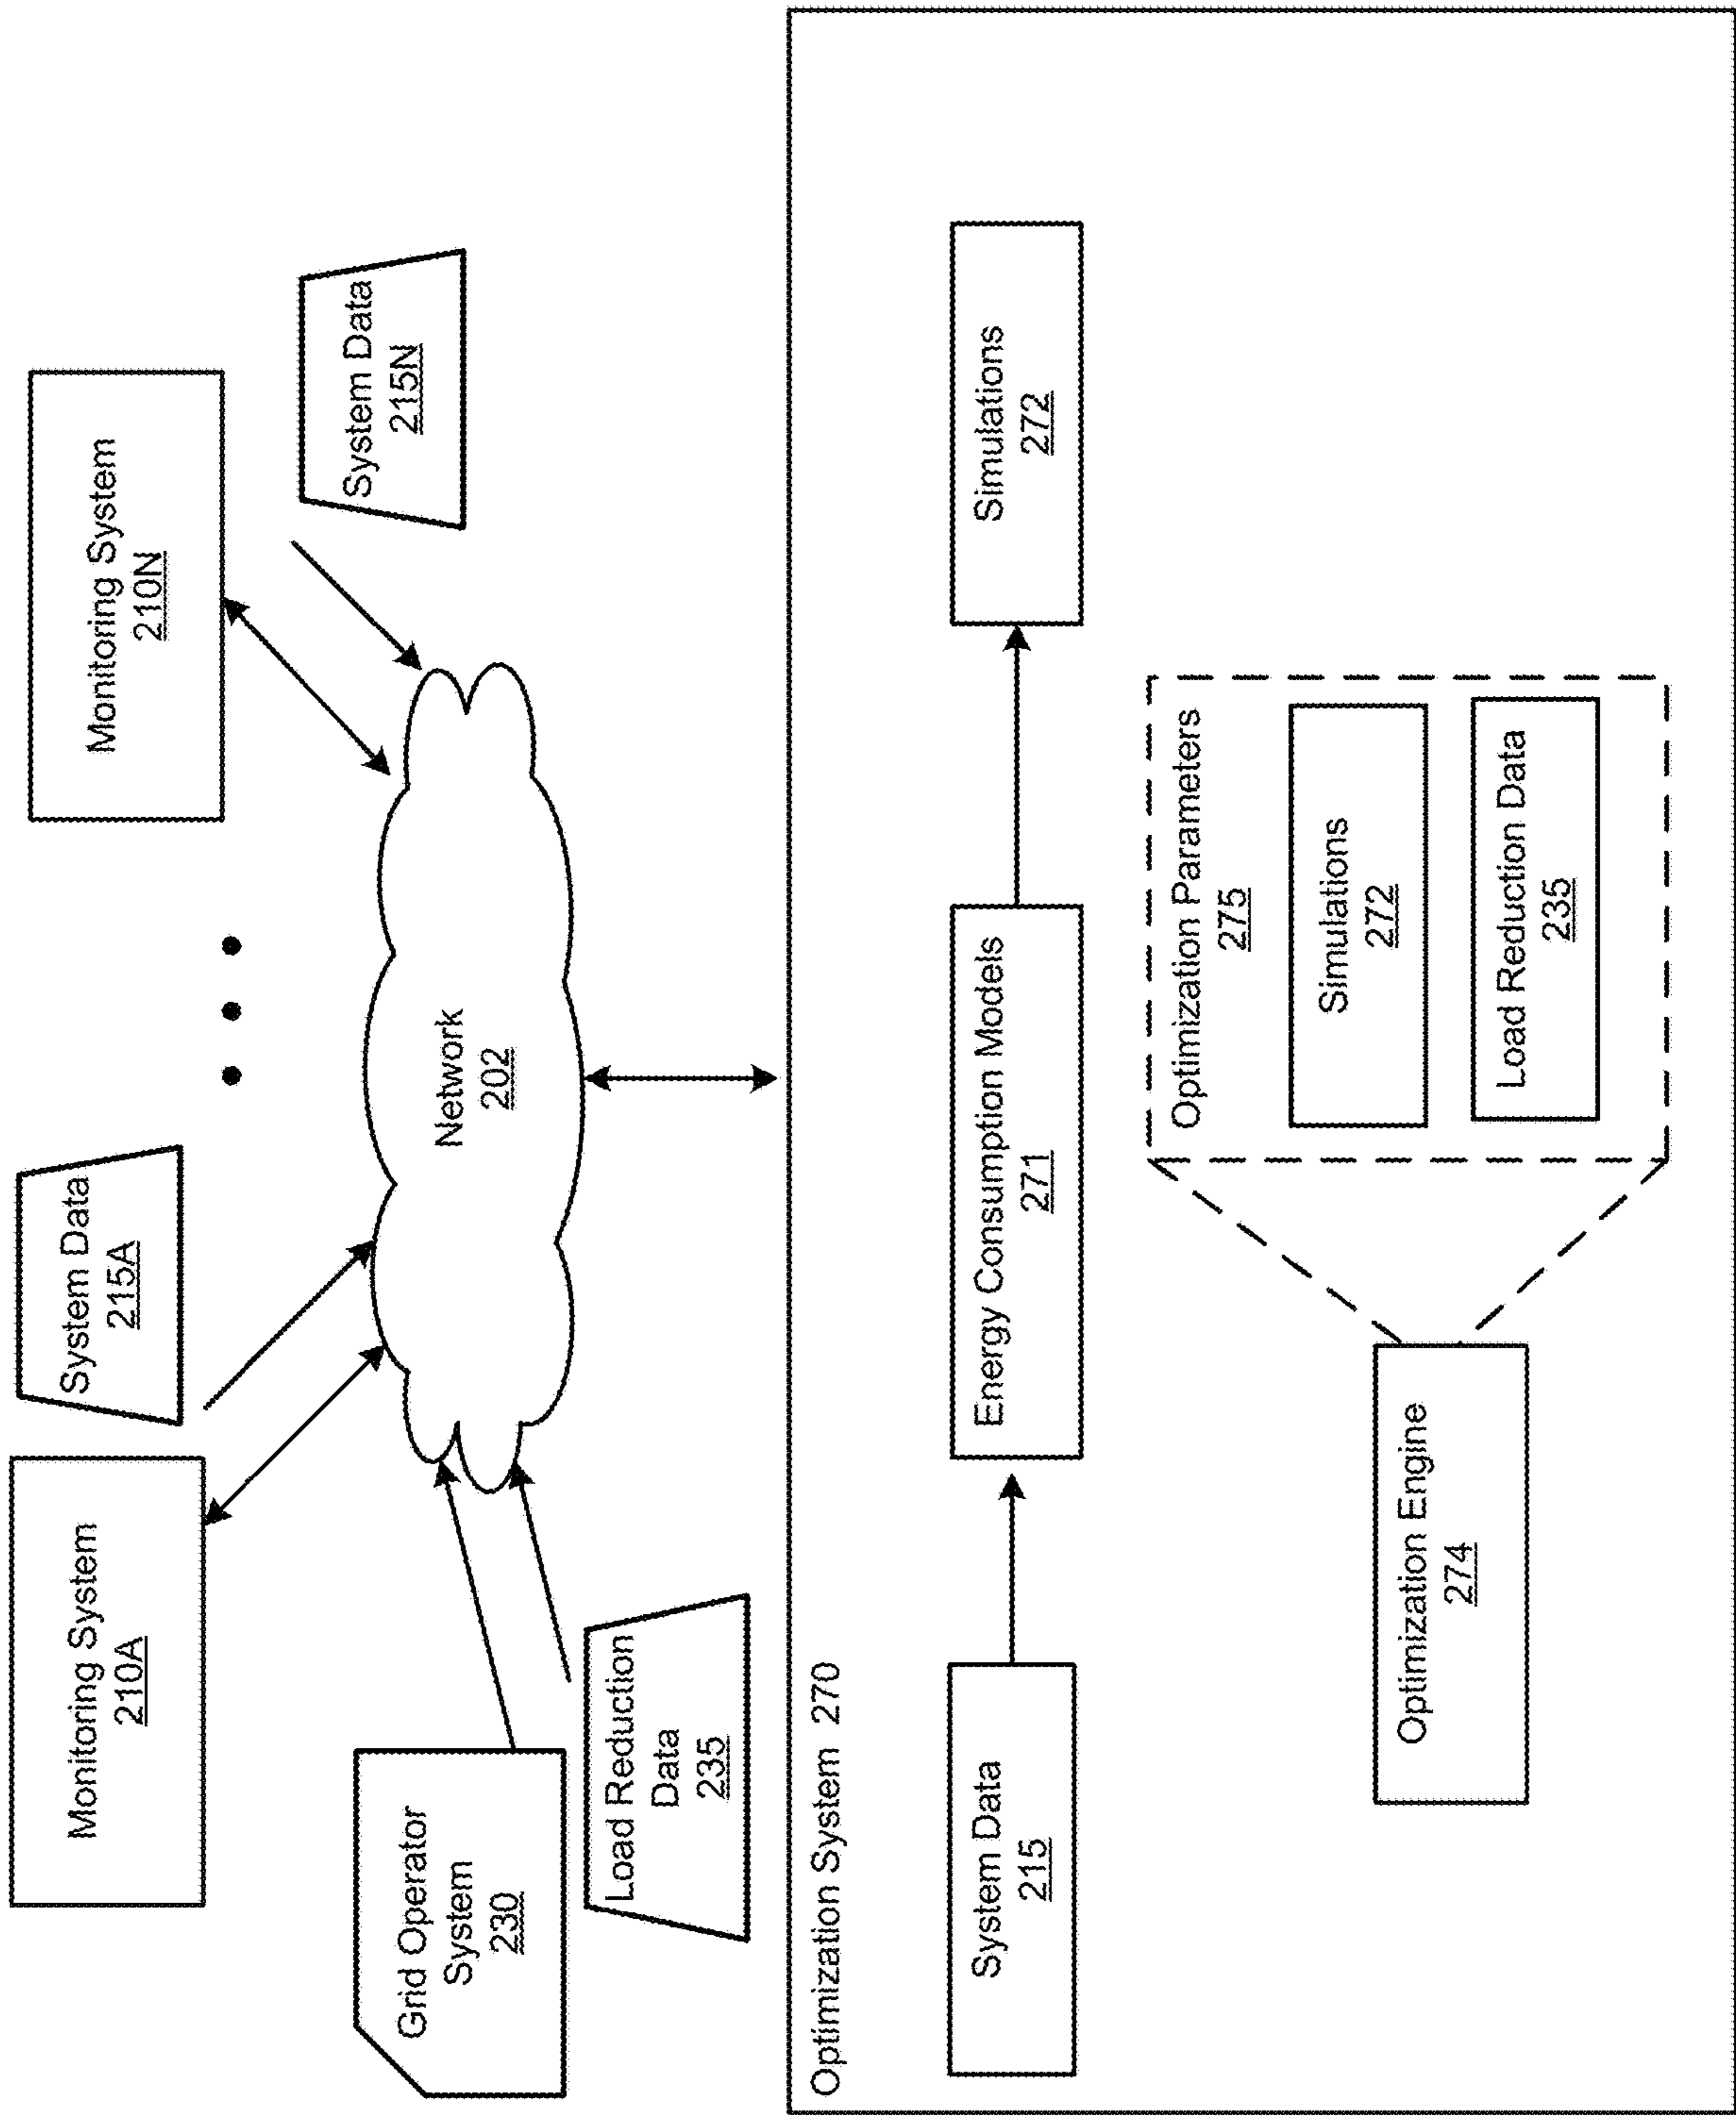 Monitoring System
210A
System Data
215A
Monitoring System
210N
System Data
215N
Grid Operator
System
230
Load Reduction
Data
235
Network
202
Optimization System 270
System Data
215
Energy Consumption Models
271
Simulations
272
Optimization Engine
274
Optimization Parameters
275
Simulations
272
Load Reduction Data
235